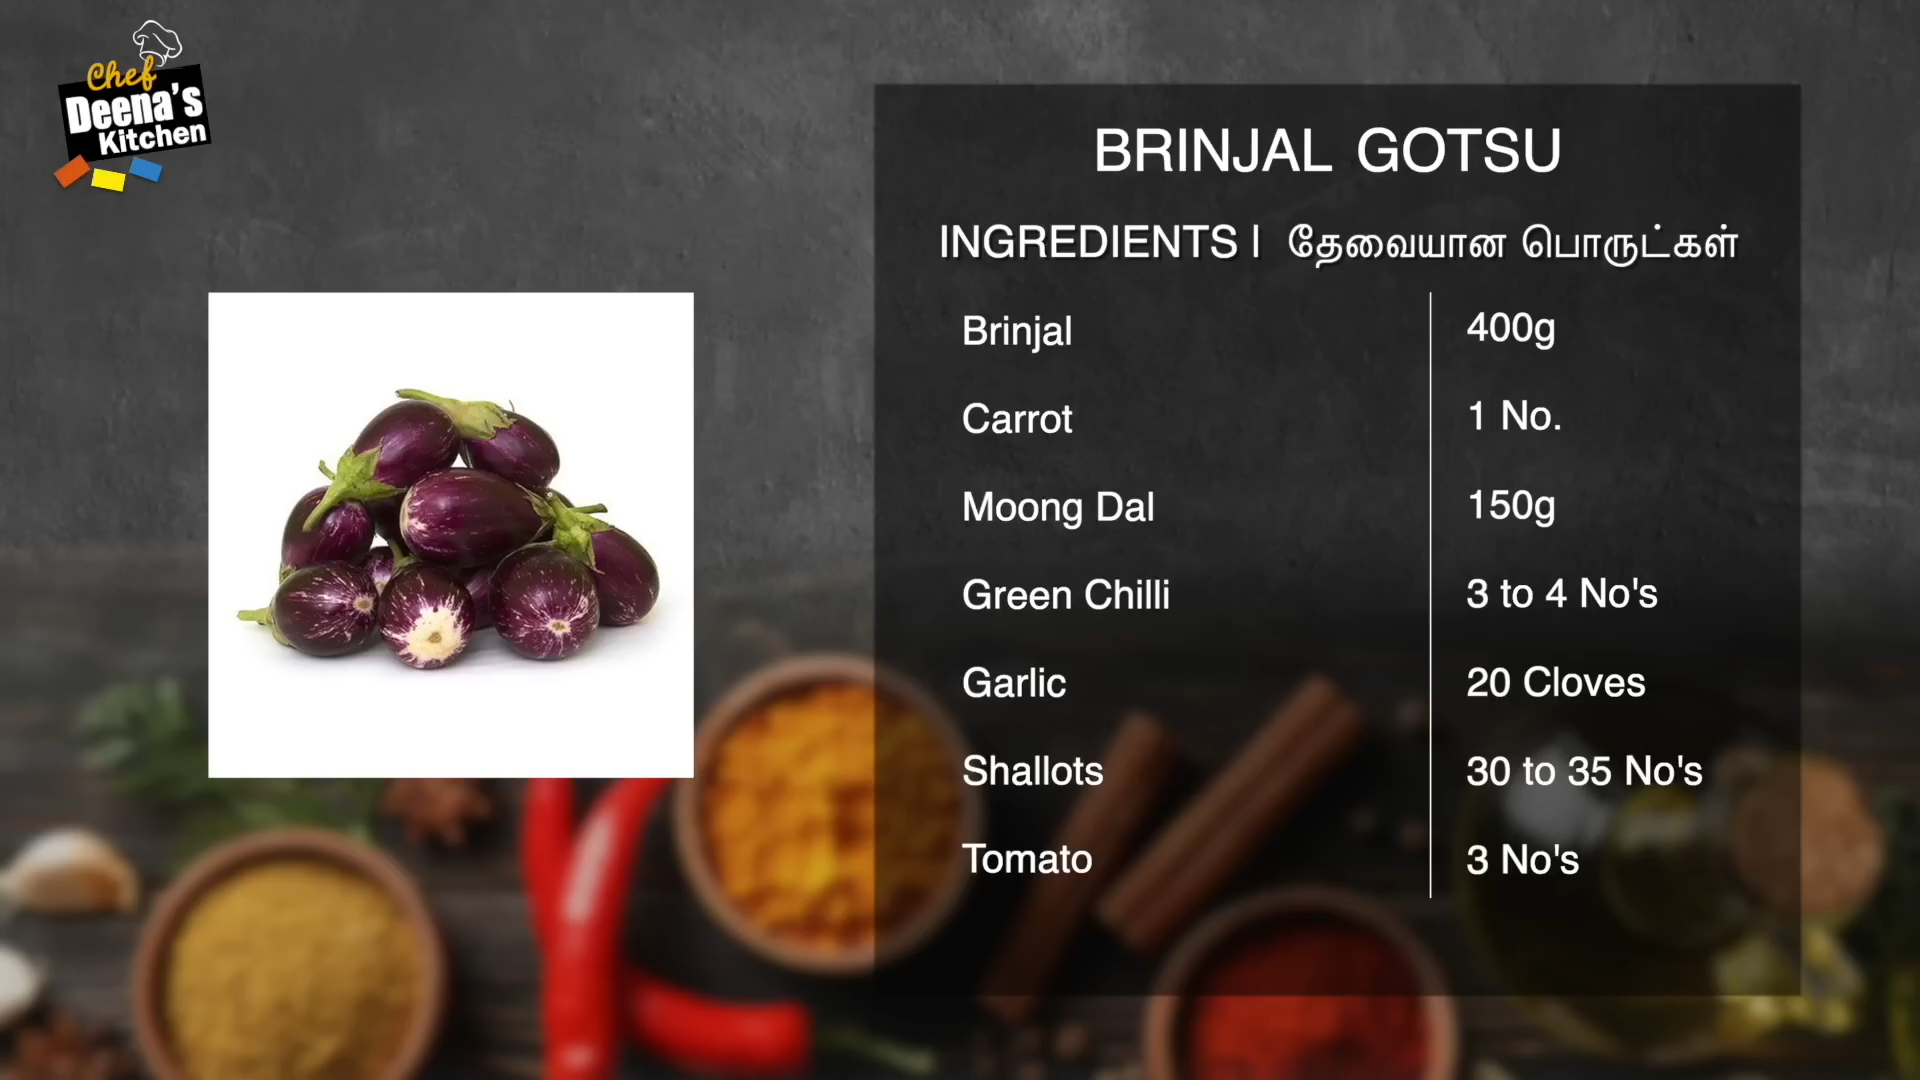 Chef
Deena's
Kitchen
BRINJAL GOTSU
INGREDIENTS | தேவையான பொருட்கள்
Brinjal 400g
Carrot 1 No.
Moong Dal 150g
Green Chilli 3 to 4 No's
Garlic 20 Cloves
Shallots 30 to 35 No's
Tomato 3 No's